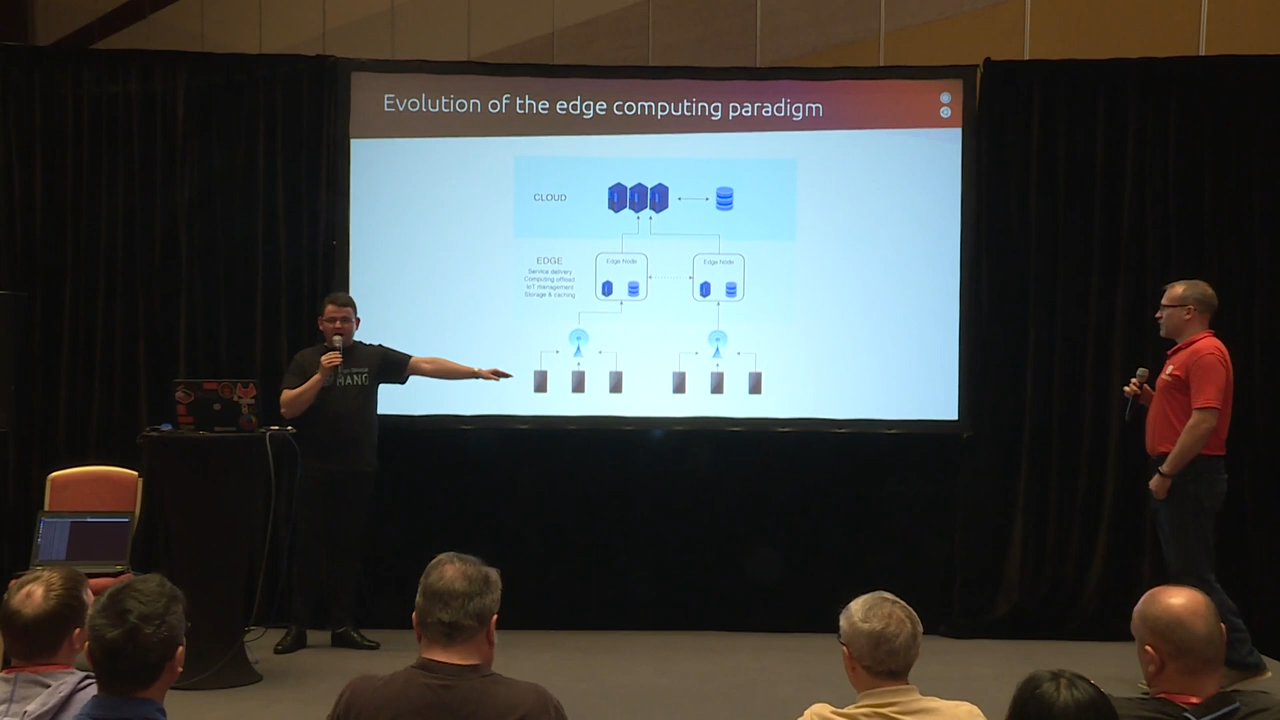 Evolution of the edge computing paradigm
CLOUD
EDGE
Service delivery
Computing offload
IoT management
Storage & caching
Edge Node
Edge Node
MANO